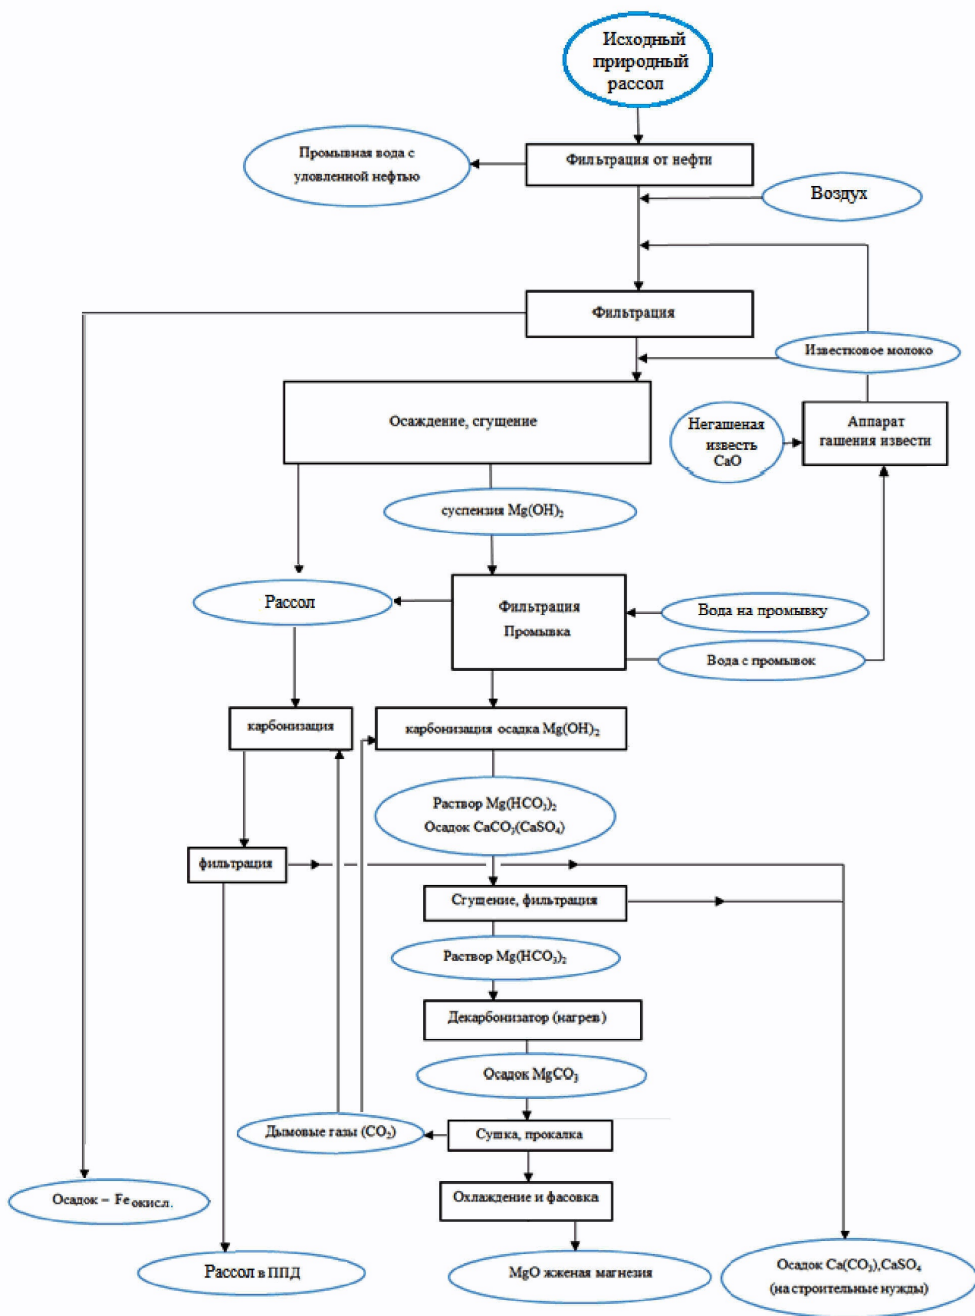 Исходный
природный
рассол
Промывная вода с
уловленной нефтью
Фильтрация от нефти
Воздух
Фильтрация
Известковое молоко
Осаждение, сгущение
Негашеная
известь
CaO
Аппарат
гашения извести
суспензия Mg(OH)₂
Рассол
Фильтрация
Промывка
Вода на промывку
Вода с промывок
карбонизация
карбонизация осадка Mg(OH)₂
Раствор Mg(HCO₃)₂
Осадок CaCO₃(CaSO₄)
фильтрация
Сгущение, фильтрация
Раствор Mg(HCO₃)₂
Декарбонизатор (нагрев)
Осадок MgCO₃
Дымовые газы (CO₂)
Сушка, прокалка
Осадок – Fe окисл.
Охлаждение и фасовка
Рассол в ППД
MgO жженая магнезия
Осадок Ca(CO₃),CaSO₄
(на строительные нужды)